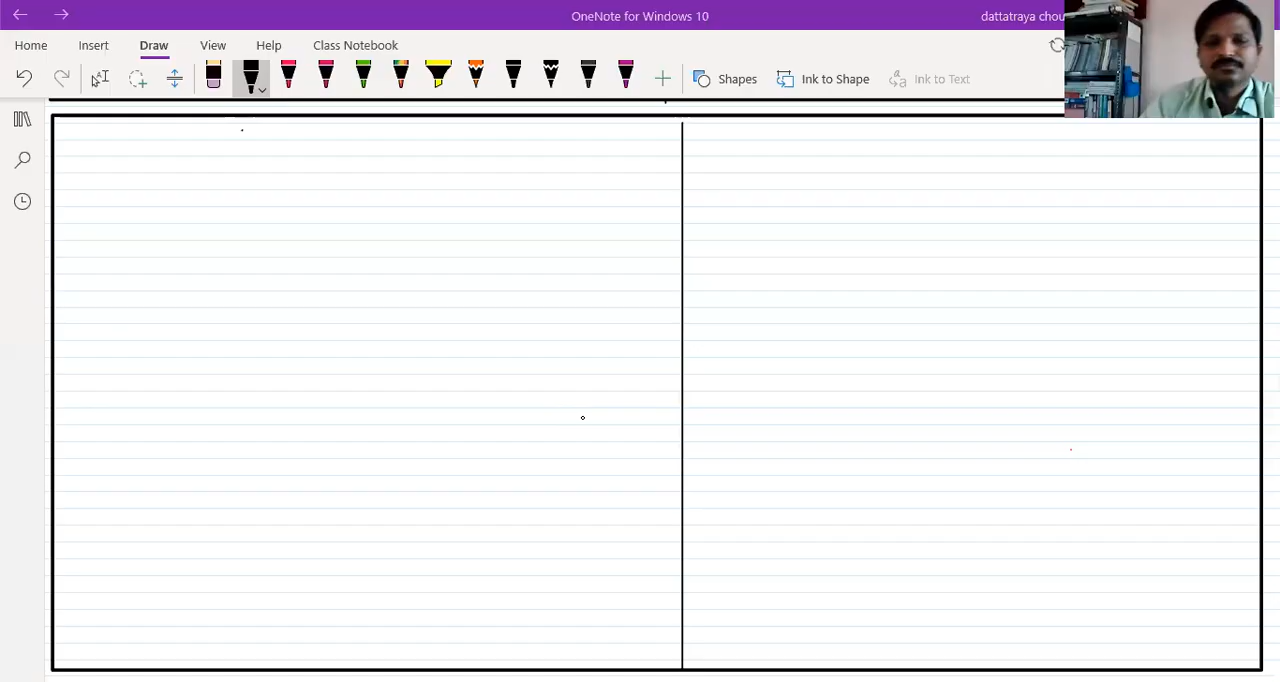 OneNote for Windows 10
dattatraya chou
Home Insert Draw View Help Class Notebook
Shapes Ink to Shape Ink to Text